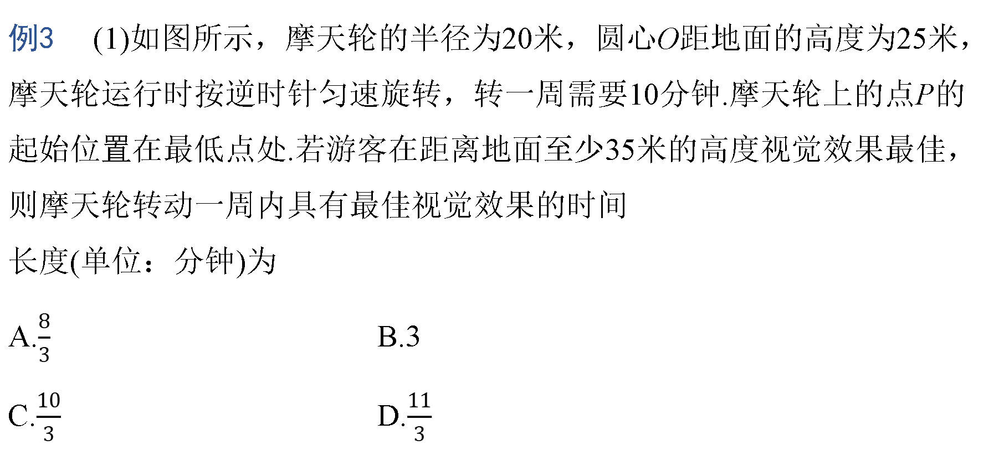 例3 (1)如图所示，摩天轮的半径为20米，圆心O距地面的高度为25米，
摩天轮运行时按逆时针匀速旋转，转一周需要10分钟.摩天轮上的点P的
起始位置在最低点处.若游客在距离地面至少35米的高度视觉效果最佳，
则摩天轮转动一周内具有最佳视觉效果的时间
长度(单位：分钟)为
A.8/3 B.3
C.10/3 D.11/3